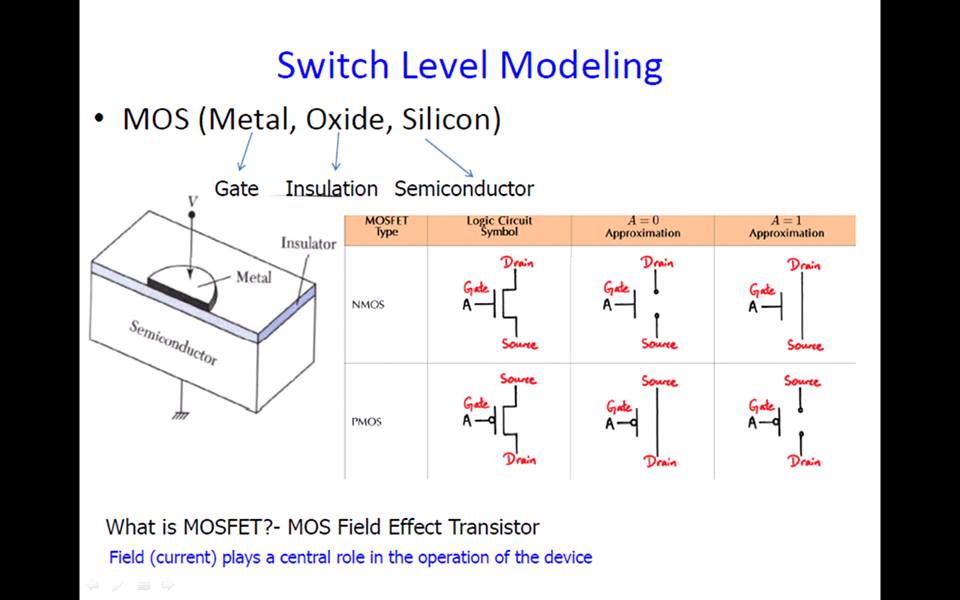 Switch Level Modeling
• MOS (Metal, Oxide, Silicon)
Gate Insulation Semiconductor
V
Insulator
Metal
Semiconductor
MOSFET Type Logic Circuit Symbol A = 0 Approximation A = 1 Approximation
Drain Drain Drain
Gate Gate Gate
NMOS A A A
Source Source Source
Source Source Source
Gate Gate Gate
PMOS A A A
Drain Drain Drain
What is MOSFET?- MOS Field Effect Transistor
Field (current) plays a central role in the operation of the device